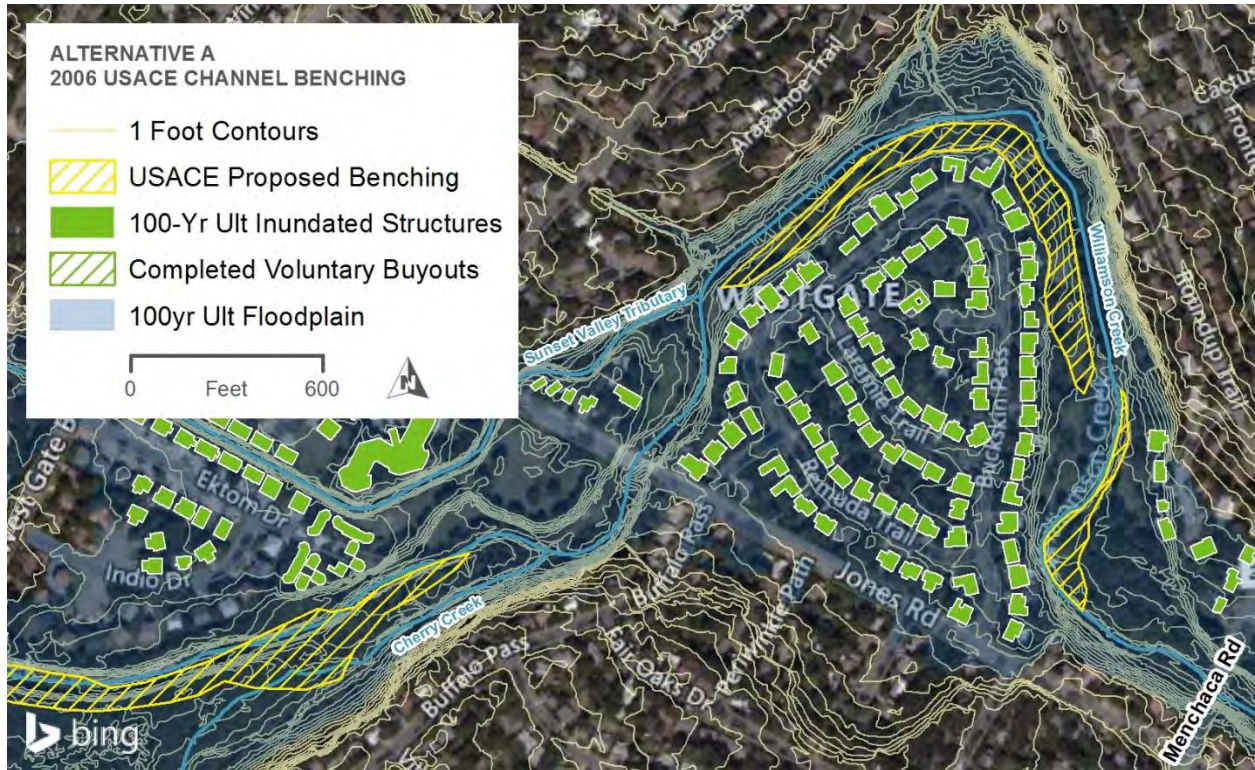 ALTERNATIVE A
2006 USACE CHANNEL BENCHING
1 Foot Contours
USACE Proposed Benching
100-Yr Ult Inundated Structures
Completed Voluntary Buyouts
100yr Ult Floodplain
0 Feet 600
N
Arapahoe Trail
Williamson Creek
Roundup Trail
Sunset Valley Tributary
WESTGATE
Laramie Trail
Buckskin Pass
Remuda Trail
Jones Rd
Ektom Dr
Indio Dr
Cherry Creek
Buffalo Pass
Buffalo Pass
Fair Oaks Dr
Periwinkle Path
Menchaca Rd
bing